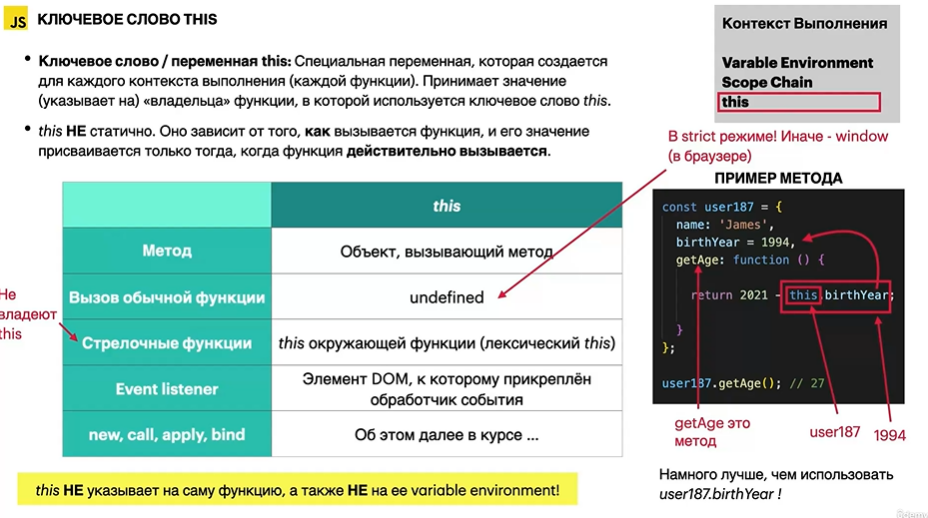 JS
КЛЮЧЕВОЕ СЛОВО THIS
• Ключевое слово / переменная this: Специальная переменная, которая создается
для каждого контекста выполнения (каждой функции). Принимает значение
(указывает на) «владельца» функции, в которой используется ключевое слово this.
• this НЕ статично. Оно зависит от того, как вызывается функция, и его значение
присваивается только тогда, когда функция действительно вызывается.
Контекст Выполнения
Varable Environment
Scope Chain
this
В strict режиме! Иначе - window
(в браузере)
this
Метод
Объект, вызывающий метод
Вызов обычной функции
undefined
Стрелочные функции
this окружающей функции (лексический this)
Event listener
Элемент DOM, к которому прикреплён
обработчик события
new, call, apply, bind
Об этом далее в курсе ...
Не
владеют
this
this НЕ указывает на саму функцию, а также НЕ на ее variable environment!
ПРИМЕР МЕТОДА
const user187 = {
name: 'James',
birthYear = 1994,
getAge: function () {
return 2021 - this.birthYear;
}
};
user187.getAge(); // 27
getAge это
метод
user187
1994
Намного лучше, чем использовать
user187.birthYear !